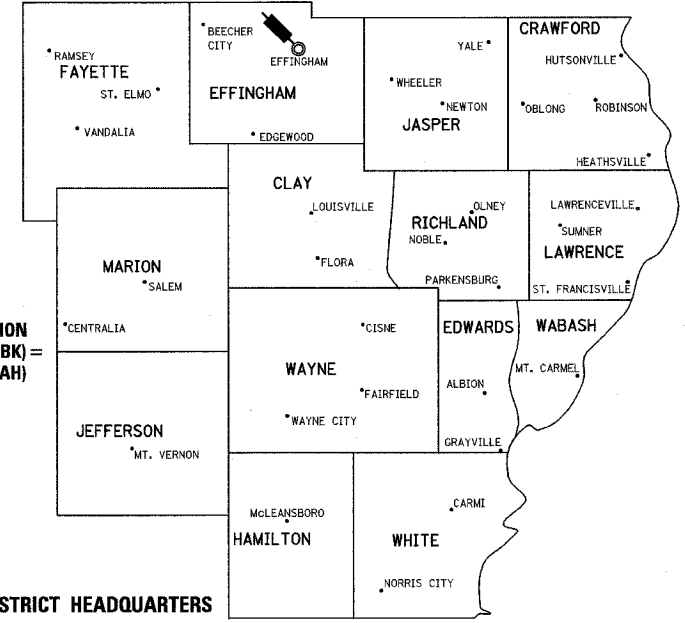 CRAWFORD
BEECHER
CITY
EFFINGHAM
RAMSEY
FAYETTE
ST. ELMO
VANDALIA
EFFINGHAM
EDGEWOOD
YALE
WHEELER
NEWTON
JASPER
HUTSONVILLE
OBLONG
ROBINSON
HEATHSVILLE
CLAY
LOUISVILLE
FLORA
OLNEY
RICHLAND
NOBLE
PARKENSBURG
LAWRENCEVILLE
SUMNER
LAWRENCE
ST. FRANCISVILLE
MARION
SALEM
CENTRALIA
ION
BK) =
AH)
CISNE
WAYNE
FAIRFIELD
WAYNE CITY
EDWARDS
ALBION
GRAYVILLE
WABASH
MT. CARMEL
JEFFERSON
MT. VERNON
McLEANSBORO
HAMILTON
CARMI
WHITE
NORRIS CITY
STRICT HEADQUARTERS